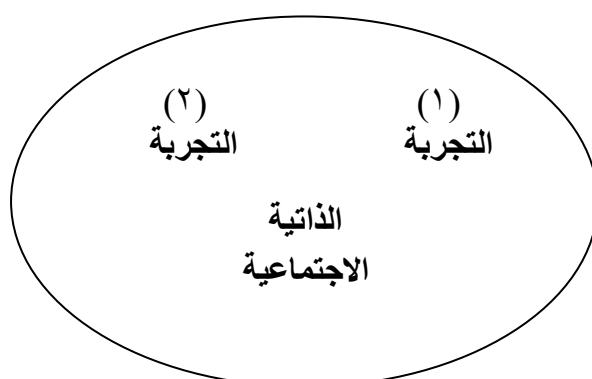 (١)
التجربة
(٢)
التجربة
الذاتية
الاجتماعية